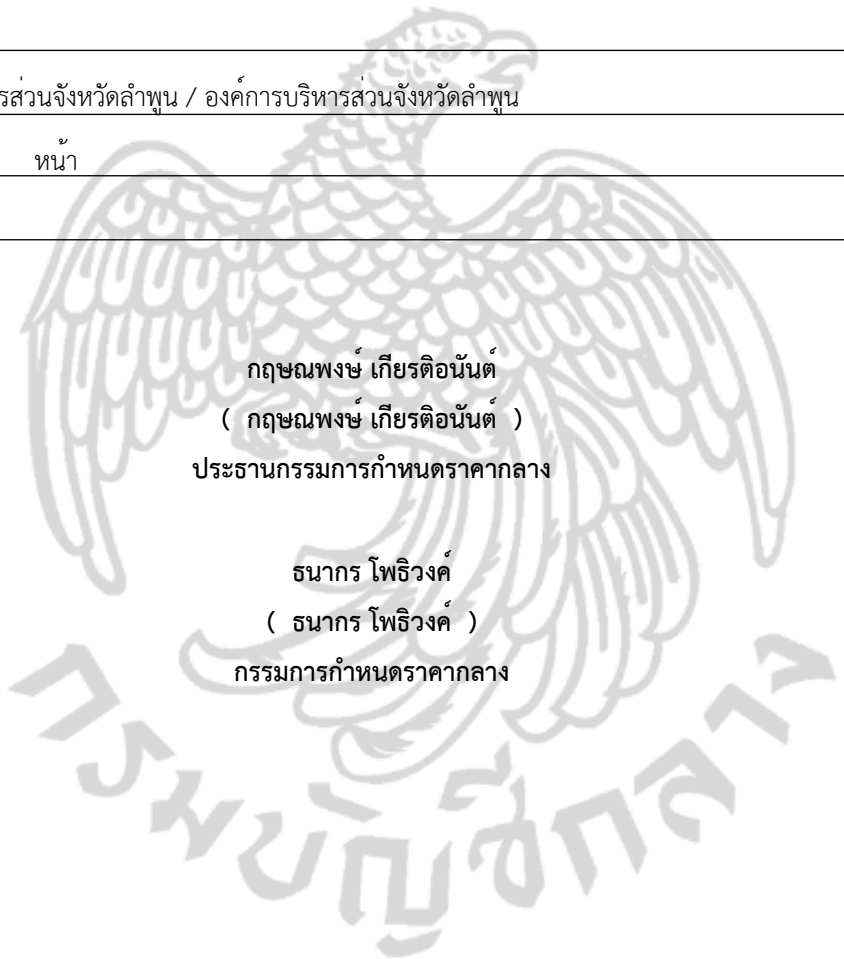 รส่วนจังหวัดลำพูน / องค์การบริหารส่วนจังหวัดลำพูน
หน้า
กฤษณพงษ์ เกียรติอนันต์
( กฤษณพงษ์ เกียรติอนันต์ )
ประธานกรรมการกำหนดราคากลาง
ธนากร โพธิวงค์
( ธนากร โพธิวงค์ )
กรรมการกำหนดราคากลาง
กรมบัญชีกลาง